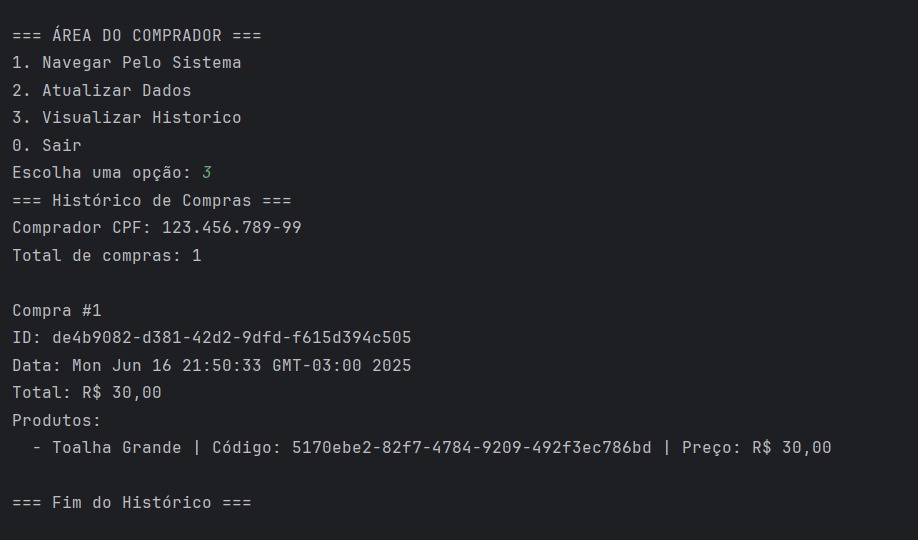 === ÁREA DO COMPRADOR ===
1. Navegar Pelo Sistema
2. Atualizar Dados
3. Visualizar Historico
0. Sair
Escolha uma opção: 3
=== Histórico de Compras ===
Comprador CPF: 123.456.789-99
Total de compras: 1

Compra #1
ID: de4b9082-d381-42d2-9dfd-f615d394c505
Data: Mon Jun 16 21:50:33 GMT-03:00 2025
Total: R$ 30,00
Produtos:
  - Toalha Grande | Código: 5170ebe2-82f7-4784-9209-492f3ec786bd | Preço: R$ 30,00

=== Fim do Histórico ===